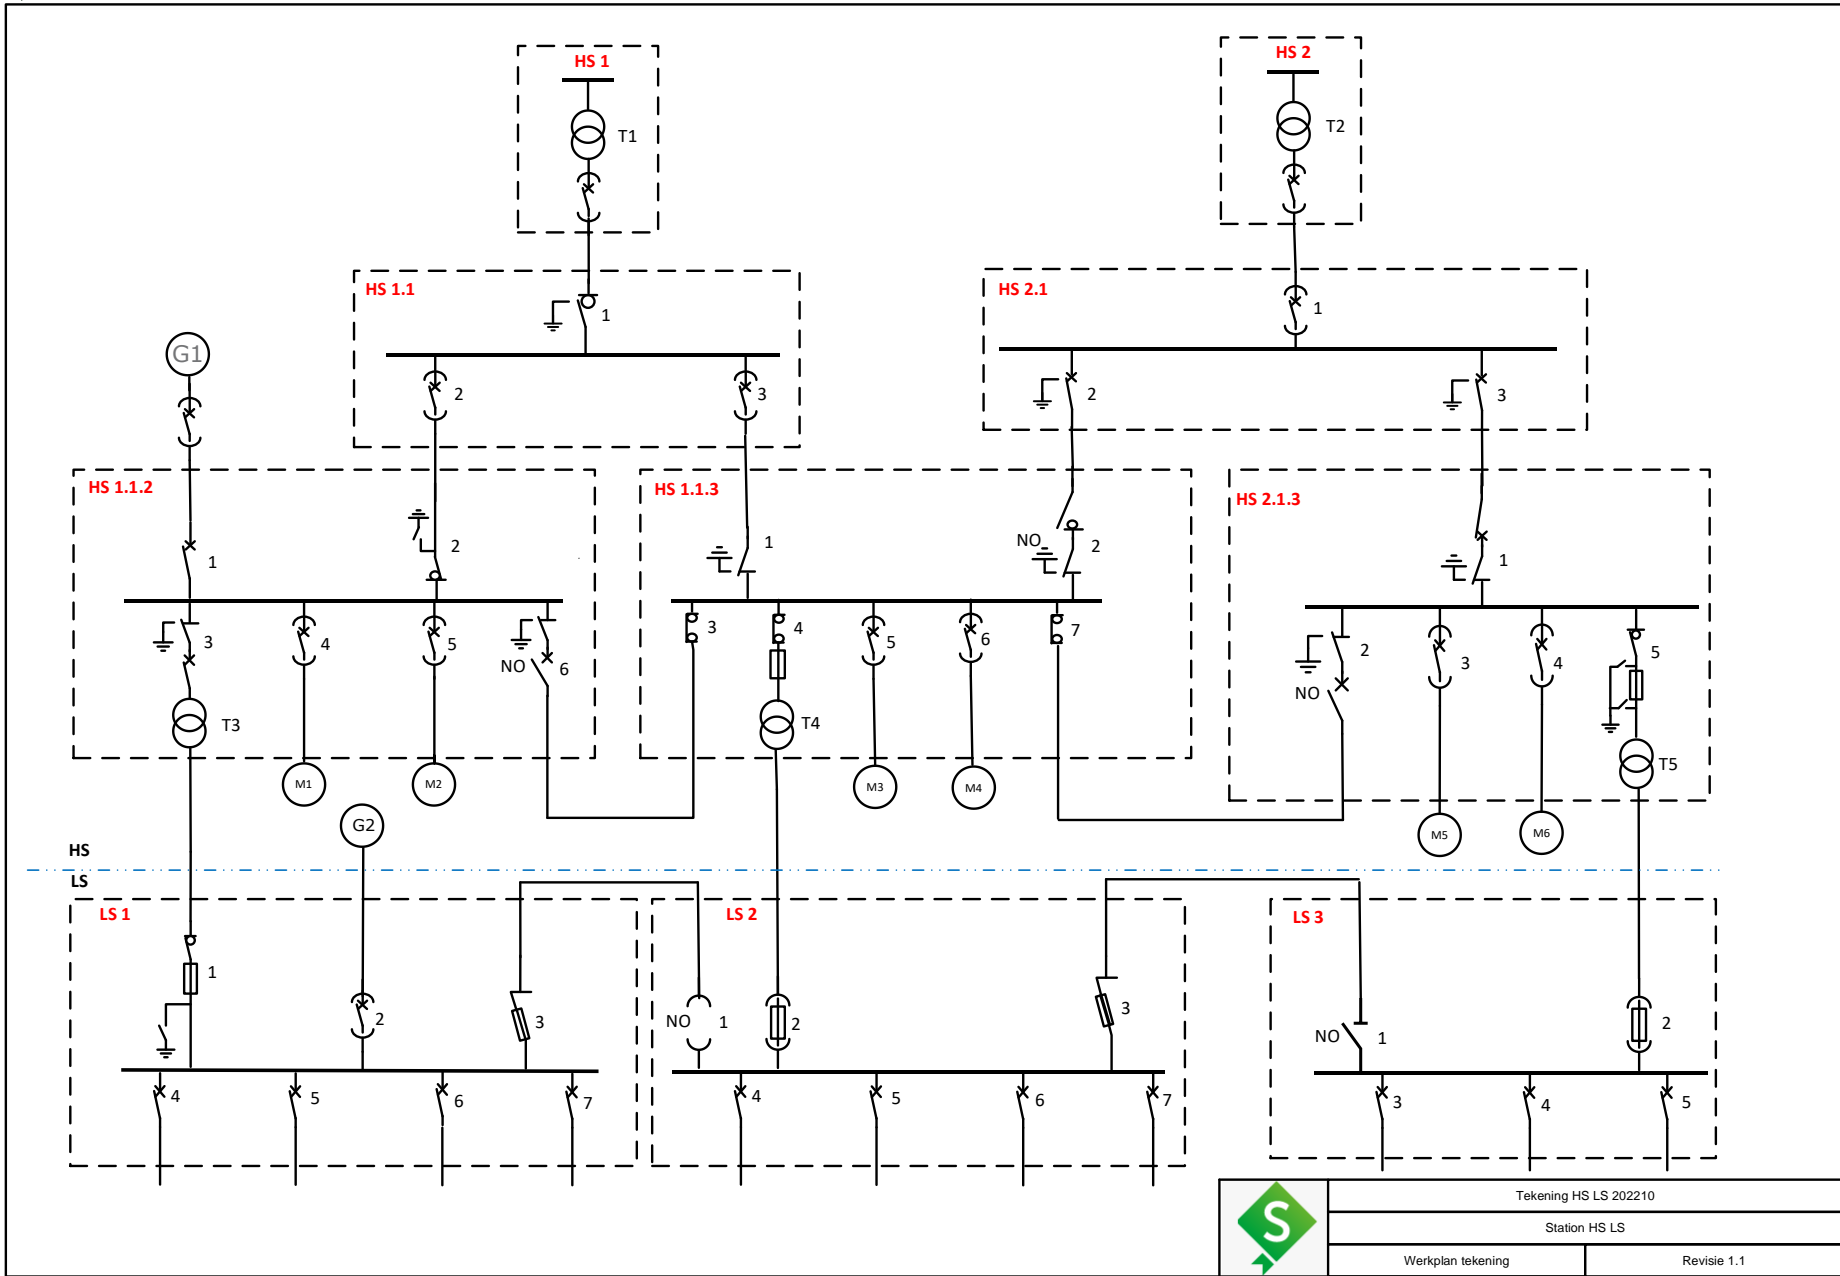 HS 1
T1
HS 2
T2
HS 1.1
1
2
3
HS 2.1
1
2
3
G1
HS 1.1.2
1
2
3
4
5
NO
6
T3
M1
M2
HS 1.1.3
1
NO
2
3
4
5
6
7
T4
M3
M4
HS 2.1.3
1
2
NO
3
4
5
T5
M5
M6
G2
HS
LS
LS 1
1
2
3
4
5
6
7
LS 2
NO
1
2
3
4
5
6
7
LS 3
NO
1
2
3
4
5
S
Tekening HS LS 202210
Station HS LS
Werkplan tekening
Revisie 1.1